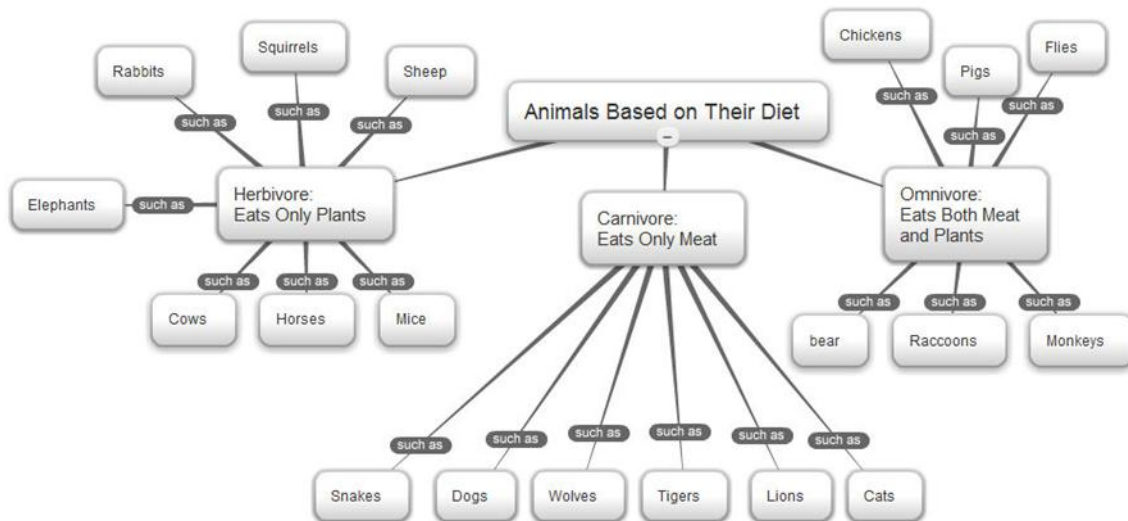 Animals Based on Their Diet
–
Herbivore:
Eats Only Plants
such as
Elephants
such as
Rabbits
such as
Squirrels
such as
Sheep
such as
Cows
such as
Horses
such as
Mice
Carnivore:
Eats Only Meat
such as
Snakes
such as
Dogs
such as
Wolves
such as
Tigers
such as
Lions
such as
Cats
Omnivore:
Eats Both Meat
and Plants
such as
Chickens
such as
Pigs
such as
Flies
such as
bear
such as
Raccoons
such as
Monkeys